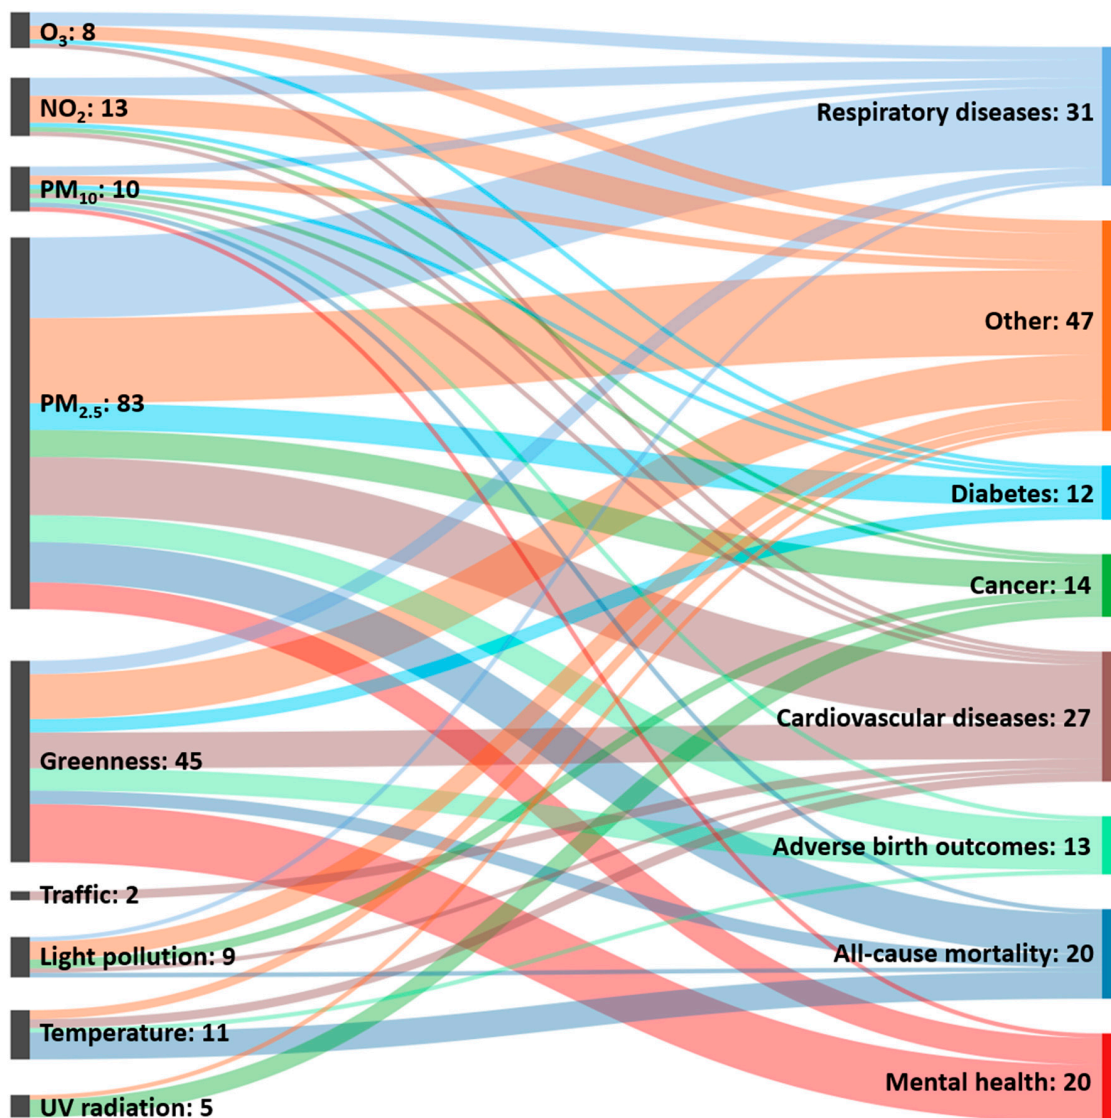 O₃: 8
NO₂: 13
PM₁₀: 10
PM₂.₅: 83
Greenness: 45
Traffic: 2
Light pollution: 9
Temperature: 11
UV radiation: 5
Respiratory diseases: 31
Other: 47
Diabetes: 12
Cancer: 14
Cardiovascular diseases: 27
Adverse birth outcomes: 13
All-cause mortality: 20
Mental health: 20